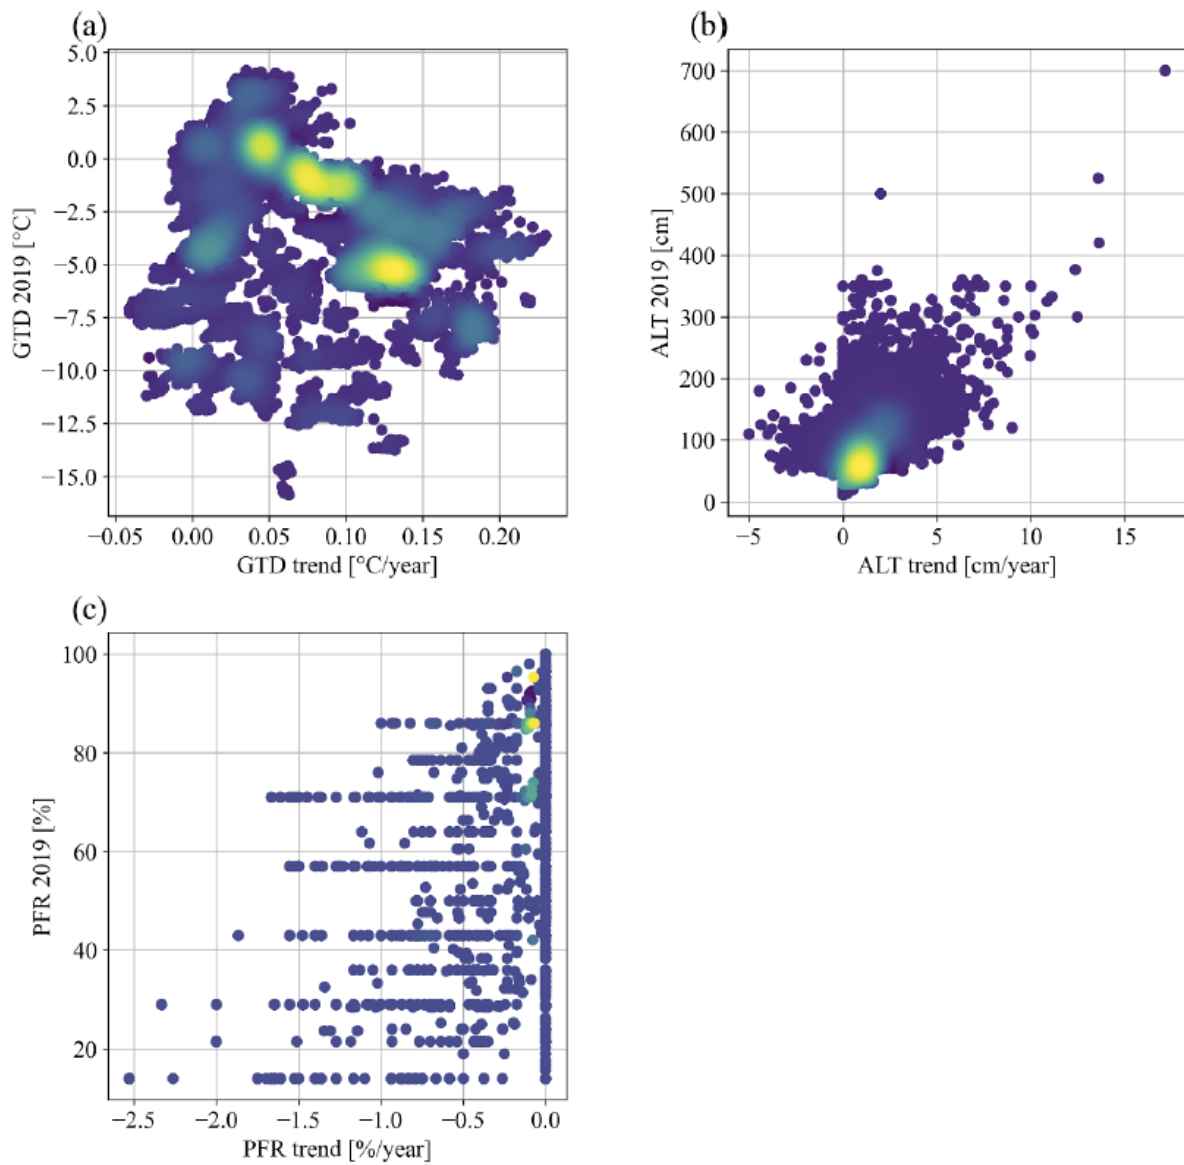 (a)
GTD 2019 [°C]
5.0
2.5
0.0
−2.5
−5.0
−7.5
−10.0
−12.5
−15.0
−0.05 0.00 0.05 0.10 0.15 0.20
GTD trend [°C/year]
(b)
ALT 2019 [cm]
700
600
500
400
300
200
100
0
−5 0 5 10 15
ALT trend [cm/year]
(c)
PFR 2019 [%]
100
80
60
40
20
−2.5 −2.0 −1.5 −1.0 −0.5 0.0
PFR trend [%/year]